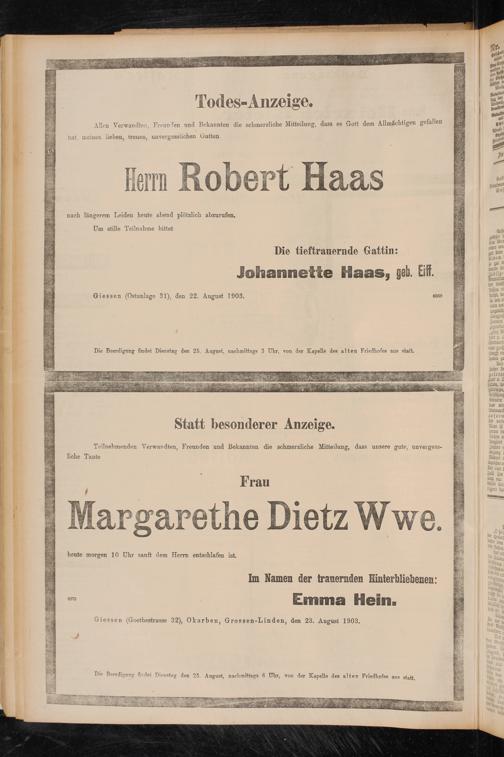 Todes-Anzeige.
Allen Verwandten, Freunden und Bekannten die schmerzliche Mitteilung, dass es Gott dem Allmächtigen gefallen
hat, meinen lieben, treuen, unvergesslichen Gatten
Herrn Robert Haas
nach längerem Leiden heute abend plötzlich abzurufen.
Um stille Teilnahme bittet
Die tieftrauernde Gattin:
Johannette Haas, geb. Eiff.
Giessen (Ostanlage 31), den 22. August 1903.
Die Beerdigung findet Dienstag den 25. August, nachmittags 3 Uhr, von der Kapelle des alten Friedhofes aus statt.
Statt besonderer Anzeige.
Teilnehmenden Verwandten, Freunden und Bekannten die schmerzliche Mitteilung, dass unsere gute, unvergess-
liche Tante
Frau
Margarethe Dietz Wwe.
heute morgen 10 Uhr sanft dem Herrn entschlafen ist.
Im Namen der trauernden Hinterbliebenen:
Emma Hein.
Giessen (Goethestrasse 32), Okarben, Grossen-Linden, den 23. August 1903.
Die Beerdigung findet Dienstag den 25. August, nachmittags 6 Uhr, von der Kapelle des alten Friedhofes aus statt.